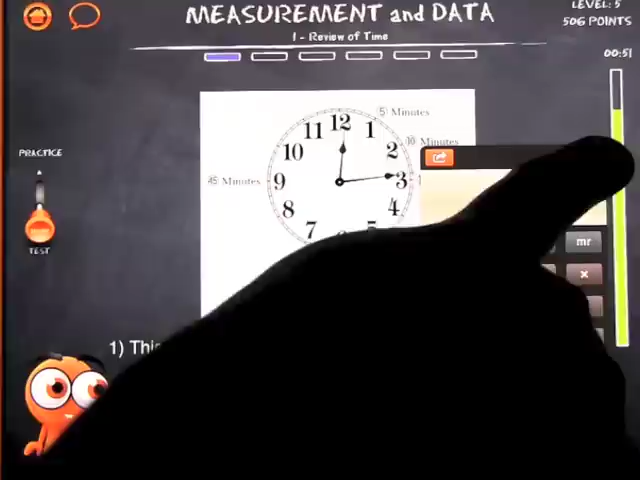 MEASUREMENT and DATA
LEVEL: 5
506 POINTS
1 - Review of Time
00:51
PRACTICE
TEST
5 Minutes
10 Minutes
45 Minutes
12
11
1
10
2
9
3
8
4
7
mr
×
1) This